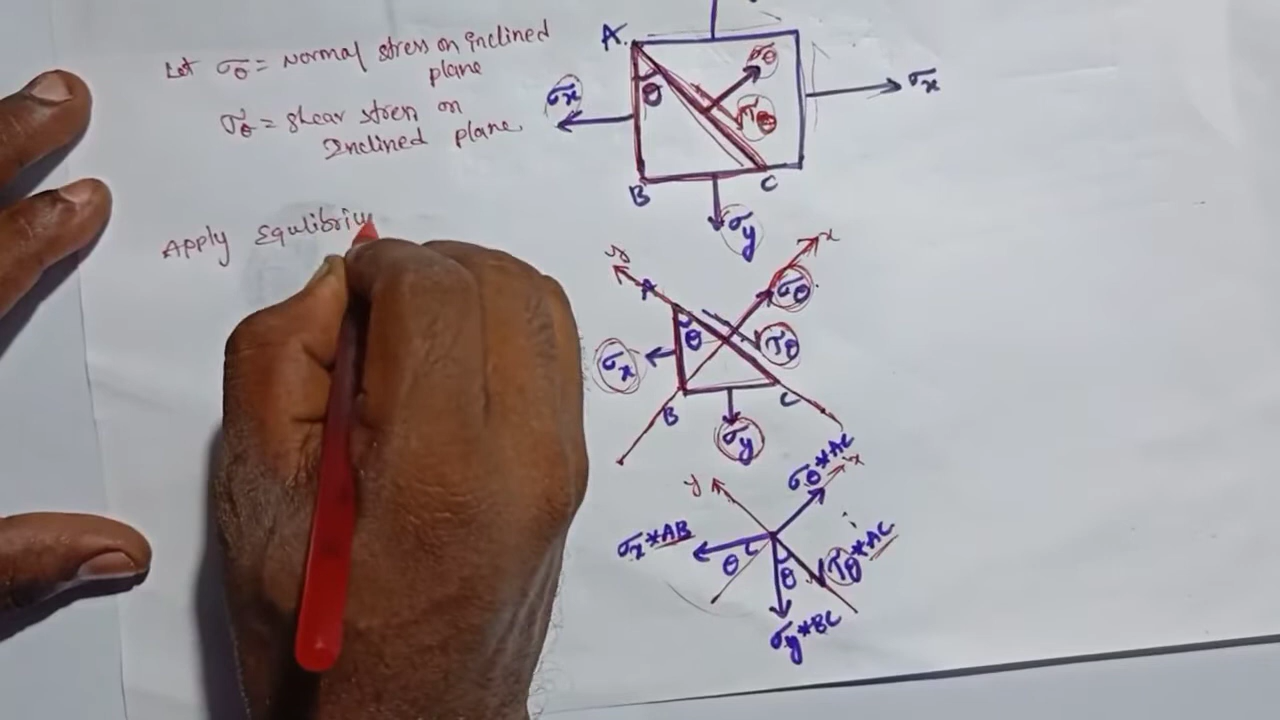 Let σθ = Normal stress on inclined
plane
τθ = shear stress on
Inclined plane
Apply Equlibriu
A
σθ
σx
θ
σx
τθ
B
C
σy
y
x
A
σθ
θ
τθ
σx
B
C
σy
σθ*AC
x
y
σx*AB
θ
θ
τθ*AC
σy*BC